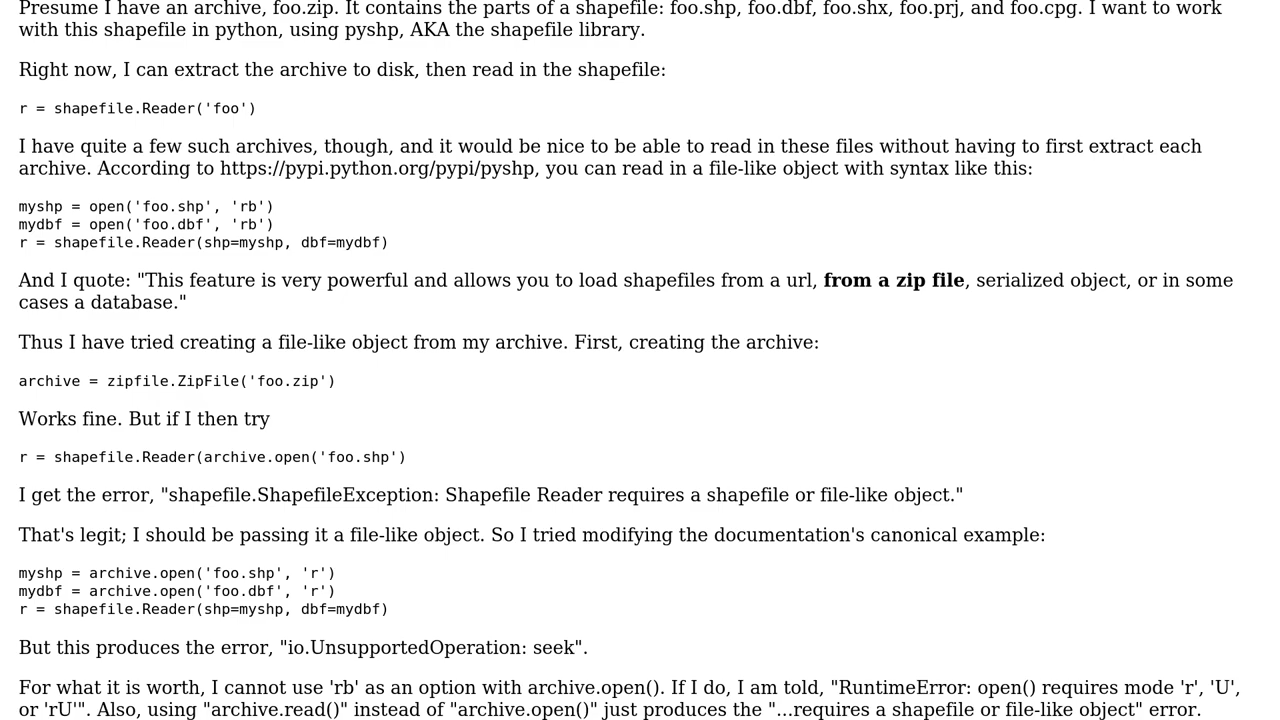 Presume I have an archive, foo.zip. It contains the parts of a shapefile: foo.shp, foo.dbf, foo.shx, foo.prj, and foo.cpg. I want to work
with this shapefile in python, using pyshp, AKA the shapefile library.
Right now, I can extract the archive to disk, then read in the shapefile:
r = shapefile.Reader('foo')
I have quite a few such archives, though, and it would be nice to be able to read in these files without having to first extract each
archive. According to https://pypi.python.org/pypi/pyshp, you can read in a file-like object with syntax like this:
myshp = open('foo.shp', 'rb')
mydbf = open('foo.dbf', 'rb')
r = shapefile.Reader(shp=myshp, dbf=mydbf)
And I quote: "This feature is very powerful and allows you to load shapefiles from a url, from a zip file, serialized object, or in some
cases a database."
Thus I have tried creating a file-like object from my archive. First, creating the archive:
archive = zipfile.ZipFile('foo.zip')
Works fine. But if I then try
r = shapefile.Reader(archive.open('foo.shp')
I get the error, "shapefile.ShapefileException: Shapefile Reader requires a shapefile or file-like object."
That's legit; I should be passing it a file-like object. So I tried modifying the documentation's canonical example:
myshp = archive.open('foo.shp', 'r')
mydbf = archive.open('foo.dbf', 'r')
r = shapefile.Reader(shp=myshp, dbf=mydbf)
But this produces the error, "io.UnsupportedOperation: seek".
For what it is worth, I cannot use 'rb' as an option with archive.open(). If I do, I am told, "RuntimeError: open() requires mode 'r', 'U',
or 'rU'". Also, using "archive.read()" instead of "archive.open()" just produces the "...requires a shapefile or file-like object" error.